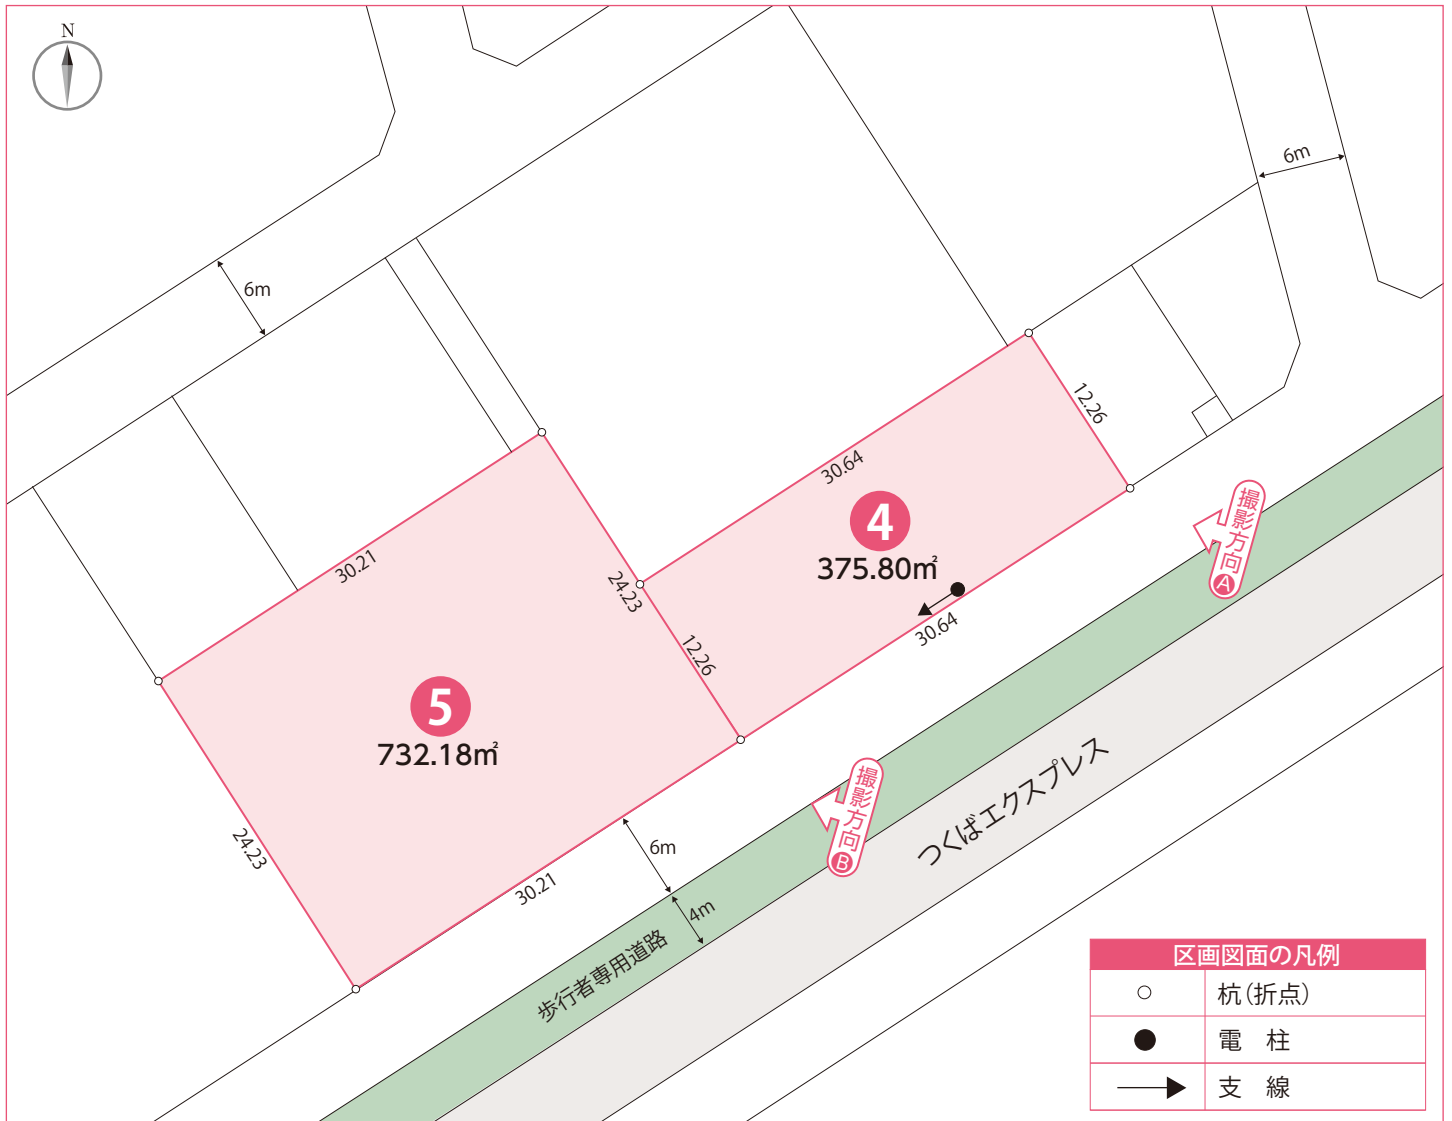 N
6m
6m
12.26
30.64
4
375.80㎡
30.64
30.21
24.23
12.26
5
732.18㎡
24.23
30.21
6m
4m
撮影方向A
撮影方向B
つくばエクスプレス
歩行者専用道路
区画図面の凡例
杭(折点)
電 柱
支 線